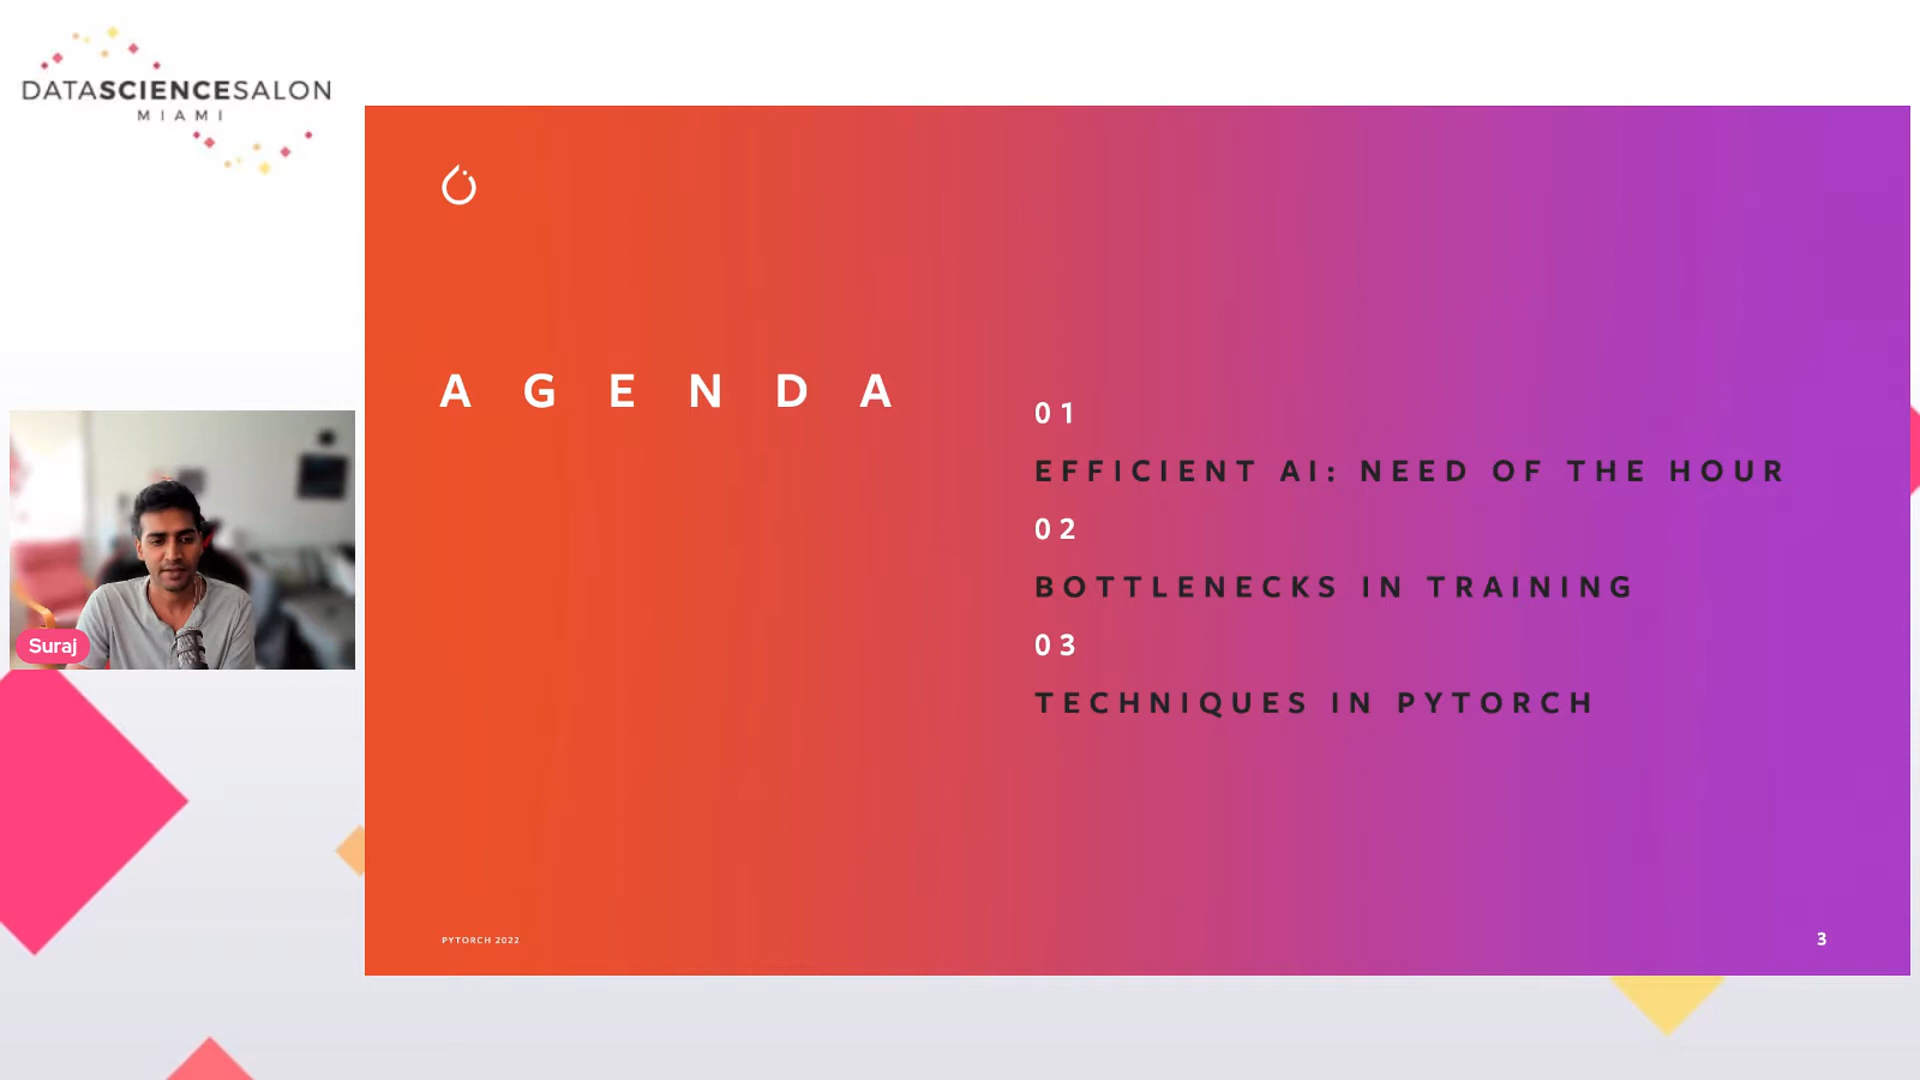 DATASCIENCESALON
MIAMI
AGENDA
01
EFFICIENT AI: NEED OF THE HOUR
02
BOTTLENECKS IN TRAINING
03
TECHNIQUES IN PYTORCH
Suraj
PYTORCH 2022
3